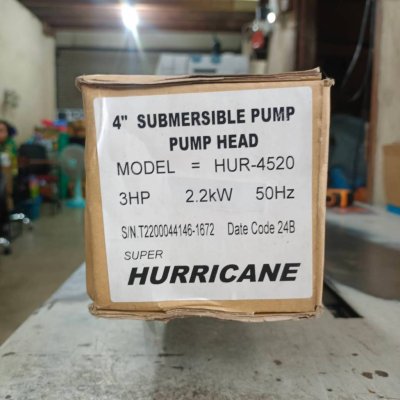 4" SUBMERSIBLE PUMP
PUMP HEAD
MODEL = HUR-4520
3HP 2.2kW 50Hz
S/N.T2200044146-1672 Date Code 24B
SUPER
HURRICANE